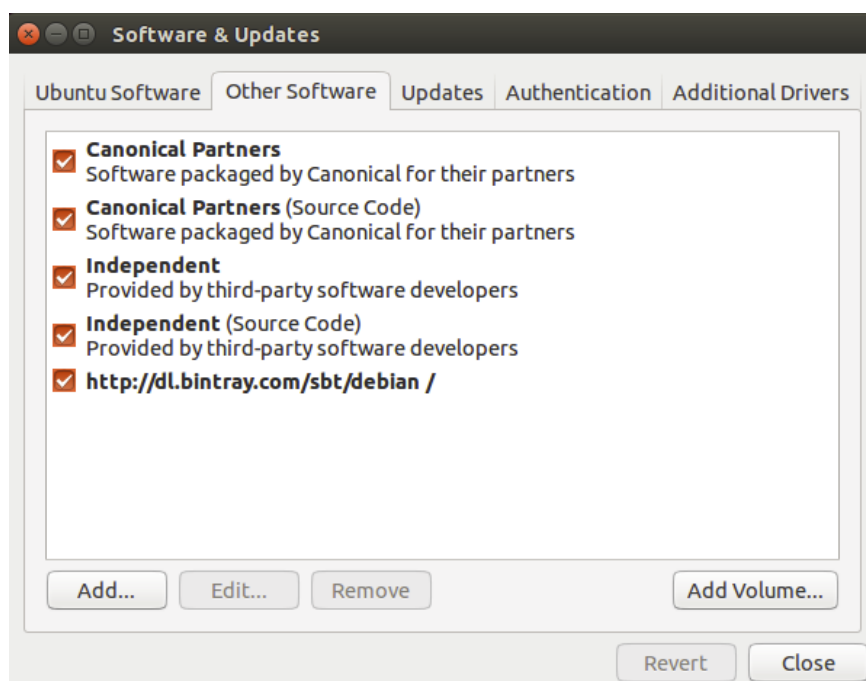 Software & Updates
Ubuntu Software Other Software Updates Authentication Additional Drivers
Canonical Partners
Software packaged by Canonical for their partners
Canonical Partners (Source Code)
Software packaged by Canonical for their partners
Independent
Provided by third-party software developers
Independent (Source Code)
Provided by third-party software developers
http://dl.bintray.com/sbt/debian /
Add... Edit... Remove Add Volume...
Revert Close